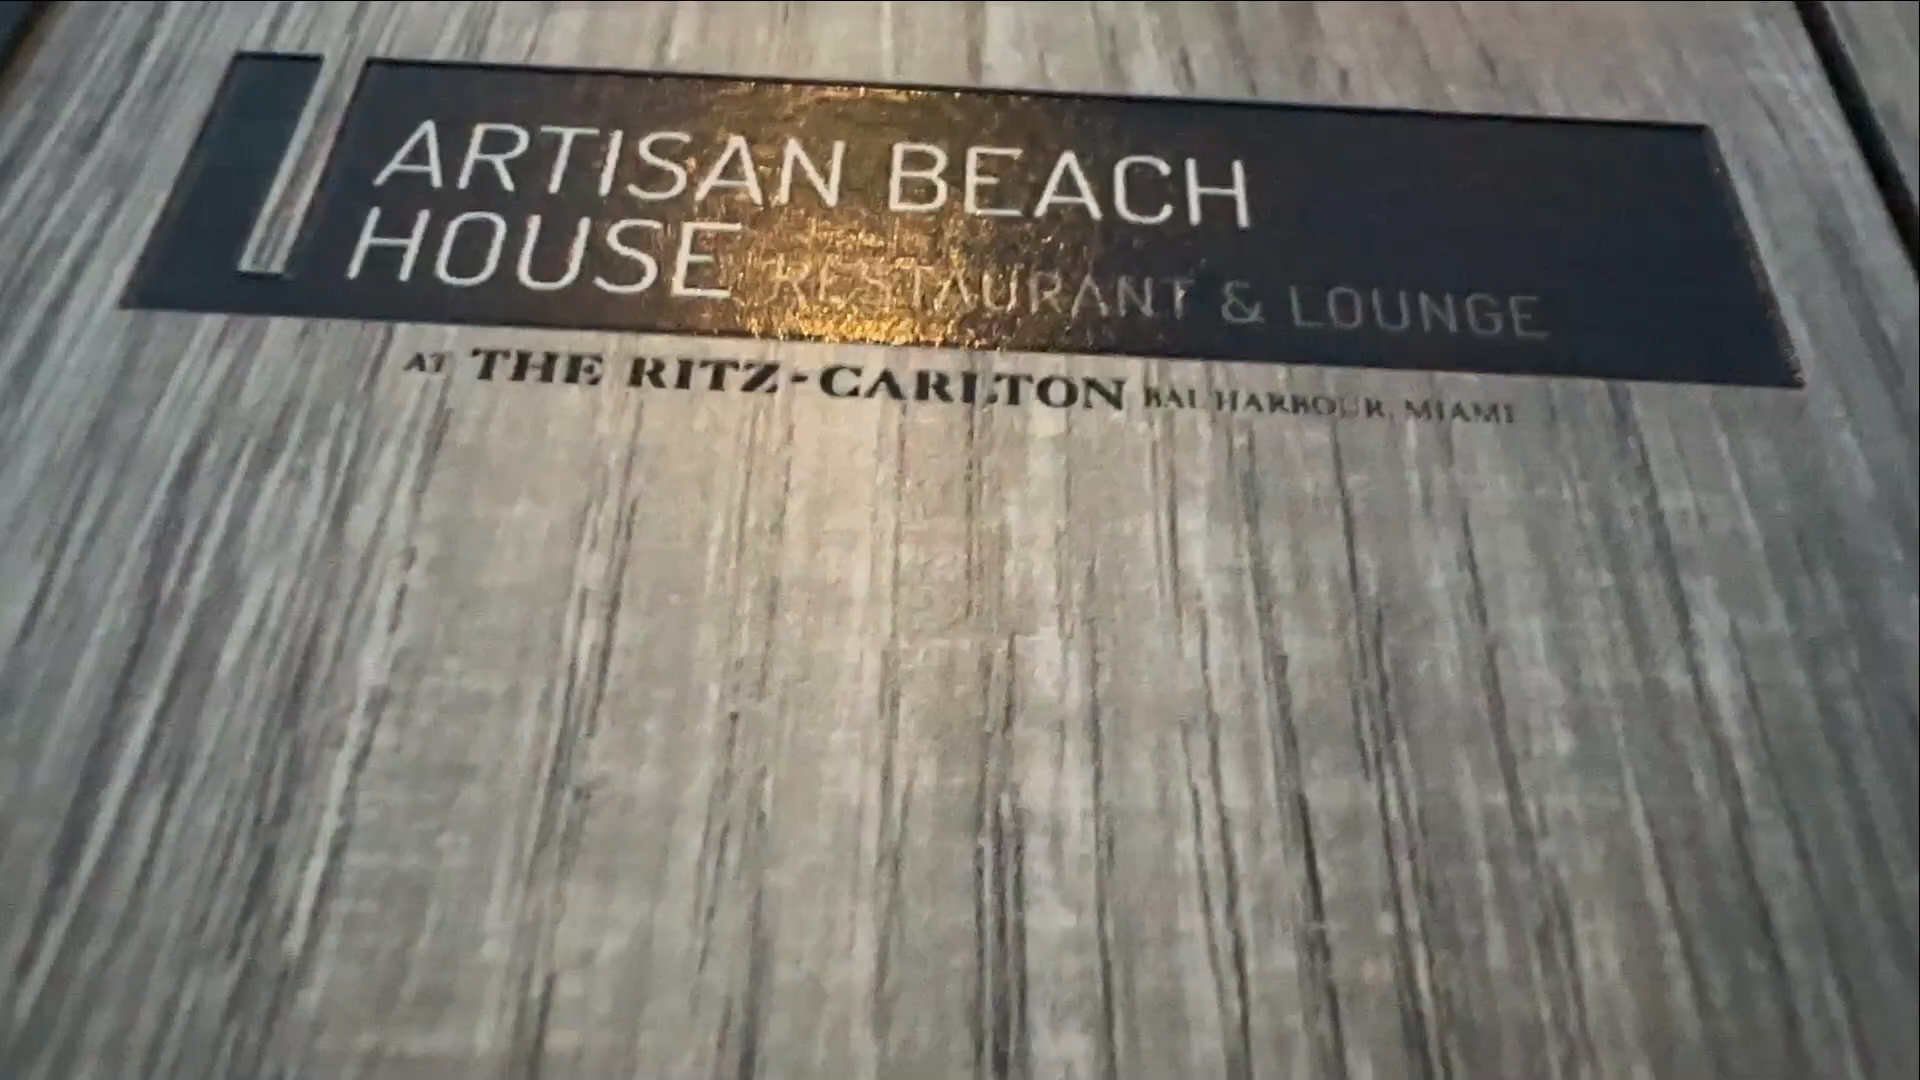 ARTISAN BEACH
HOUSE RESTAURANT & LOUNGE
AT THE RITZ-CARLTON BAL HARBOUR, MIAMI